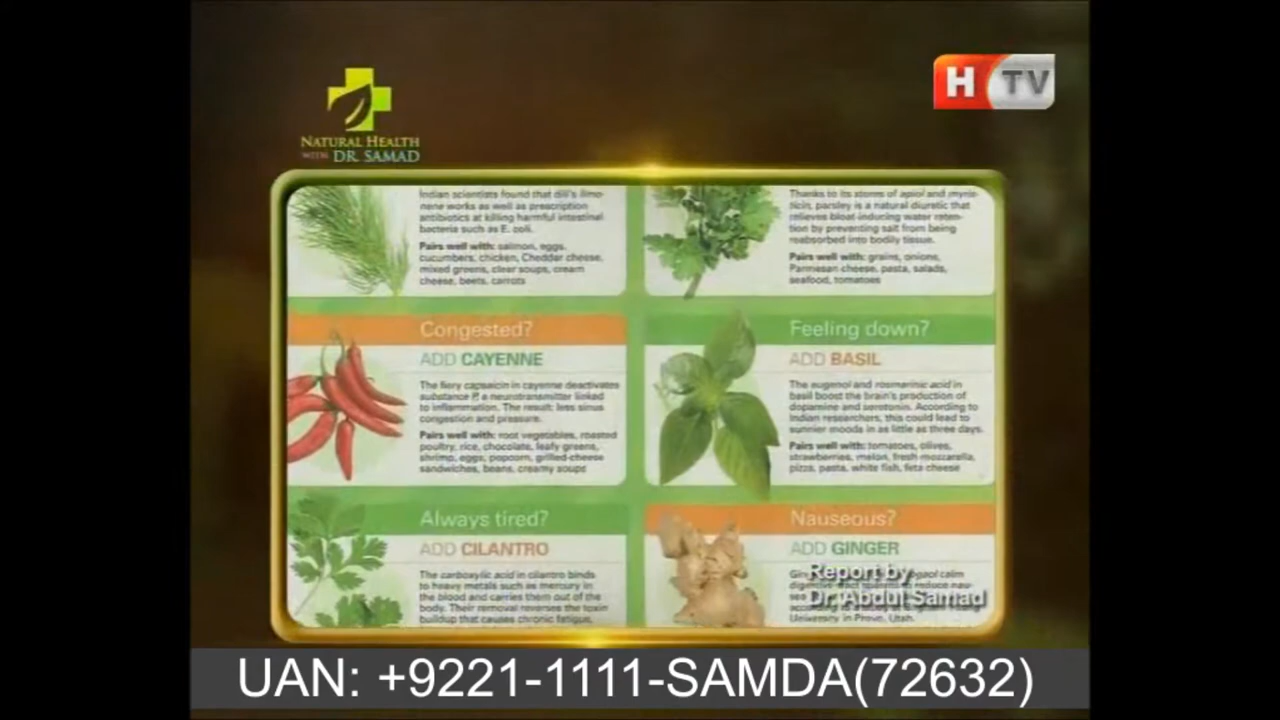 H TV
NATURAL HEALTH
WITH DR. SAMAD
Indian scientists found that dill's limo-
nene works as well as prescription
antibiotics at killing harmful intestinal
bacteria such as E. coli.
Pairs well with: salmon, eggs,
cucumbers, chicken, Cheddar cheese,
mixed greens, clear soups, cream
cheese, beets, carrots
Thanks to its stores of apiol and myris-
ticin, parsley is a natural diuretic that
relieves bloat-inducing water reten-
tion by preventing salt from being
reabsorbed into bodily tissue.
Pairs well with: grains, onions,
Parmesan cheese, pasta, salads,
seafood, tomatoes
Congested?
ADD CAYENNE
The fiery capsaicin in cayenne deactivates
substance P, a neurotransmitter linked
to inflammation. The result: less sinus
congestion and pressure.
Pairs well with: root vegetables, roasted
poultry, rice, chocolate, leafy greens,
shrimp, eggs, popcorn, grilled-cheese
sandwiches, beans, creamy soups
Feeling down?
ADD BASIL
The eugenol and rosmarinic acid in
basil boost the brain's production of
dopamine and serotonin. According to
Indian researchers, this could lead to
sunnier moods in as little as three days.
Pairs well with: tomatoes, olives,
strawberries, melon, fresh mozzarella,
pizza, pasta, white fish, feta cheese
Always tired?
ADD CILANTRO
The carboxylic acid in cilantro binds
to heavy metals such as mercury in
the blood and carries them out of the
body. Their removal reverses the toxin
buildup that causes chronic fatigue,
Nauseous?
ADD GINGER
calm
induce nau-
University in Provo, Utah.
Report by
Dr. Abdul Samad
UAN: +9221-1111-SAMDA(72632)